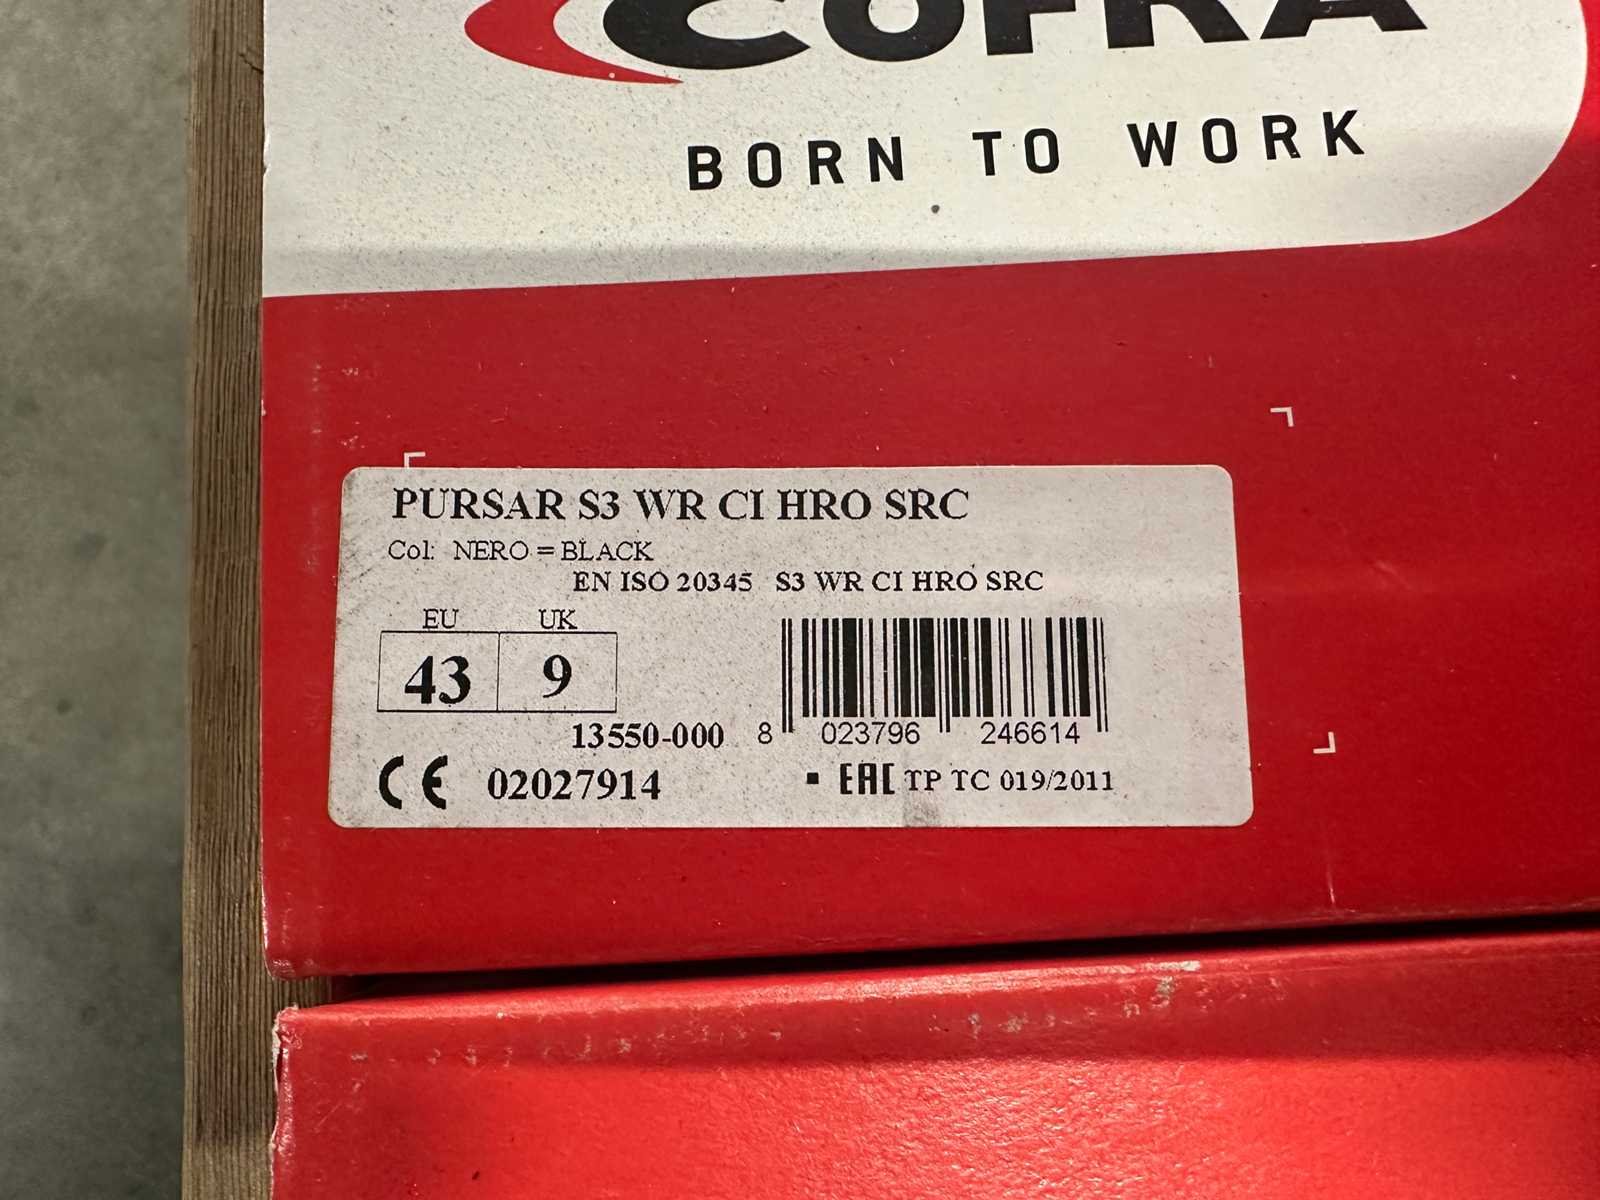 COFRA
BORN TO WORK
PURSAR S3 WR CI HRO SRC
Col: NERO = BLACK
EN ISO 20345 S3 WR CI HRO SRC
EU UK
43 9
13550-000 8 023796 246614
CE 02027914 ▪ EAC TP TC 019/2011